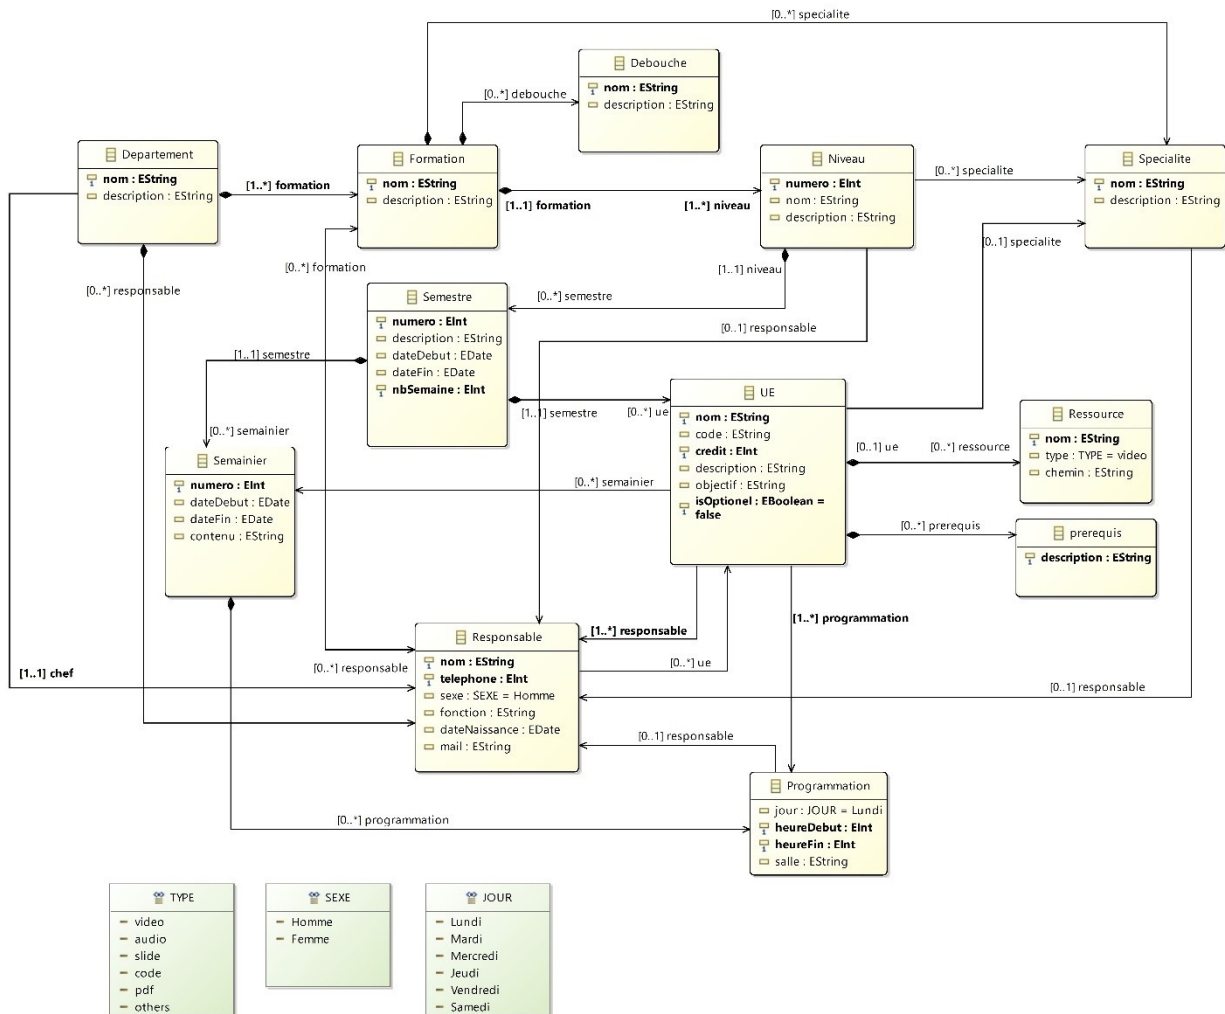 [0..*] specialite
Debouche
nom : EString
description : EString
[0..*] debouche
Departement
nom : EString
description : EString
[1..*] formation
Formation
nom : EString
description : EString
[1..1] formation
[1..*] niveau
Niveau
numero : EInt
nom : EString
description : EString
[0..*] specialite
Specialite
nom : EString
description : EString
[0..1] specialite
[0..*] formation
[1..1] niveau
[0..*] responsable
[0..*] semestre
Semestre
numero : EInt
description : EString
dateDebut : EDate
dateFin : EDate
nbSemaine : EInt
[0..1] responsable
[1..1] semestre
[1..1] semestre
[0..*] ue
UE
nom : EString
code : EString
credit : EInt
description : EString
objectif : EString
isOptionel : EBoolean =
false
[0..1] ue
[0..*] ressource
Ressource
nom : EString
type : TYPE = video
chemin : EString
[0..*] semainier
Semainier
numero : EInt
dateDebut : EDate
dateFin : EDate
contenu : EString
[0..*] semainier
[0..*] prerequis
prerequis
description : EString
[1..*] programmation
[1..*] responsable
Responsable
nom : EString
telephone : EInt
sexe : SEXE = Homme
fonction : EString
dateNaissance : EDate
mail : EString
[0..*] responsable
[0..*] ue
[1..1] chef
[0..1] responsable
[0..1] responsable
Programmation
jour : JOUR = Lundi
heureDebut : EInt
heureFin : EInt
salle : EString
[0..*] programmation
TYPE
video
audio
slide
code
pdf
others
SEXE
Homme
Femme
JOUR
Lundi
Mardi
Mercredi
Jeudi
Vendredi
Samedi